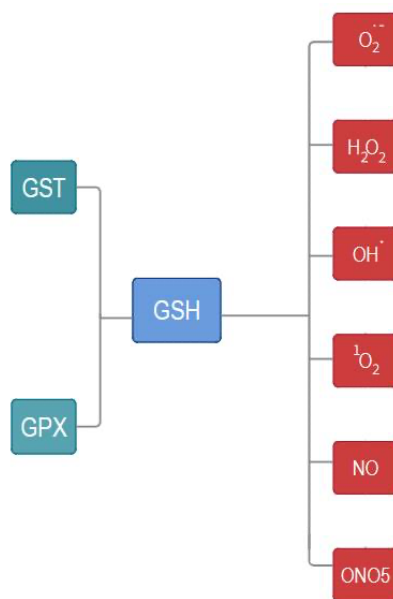 GST
GPX
GSH
O₂˙⁻
H₂O₂
OH˙
¹O₂
NO
ONO5